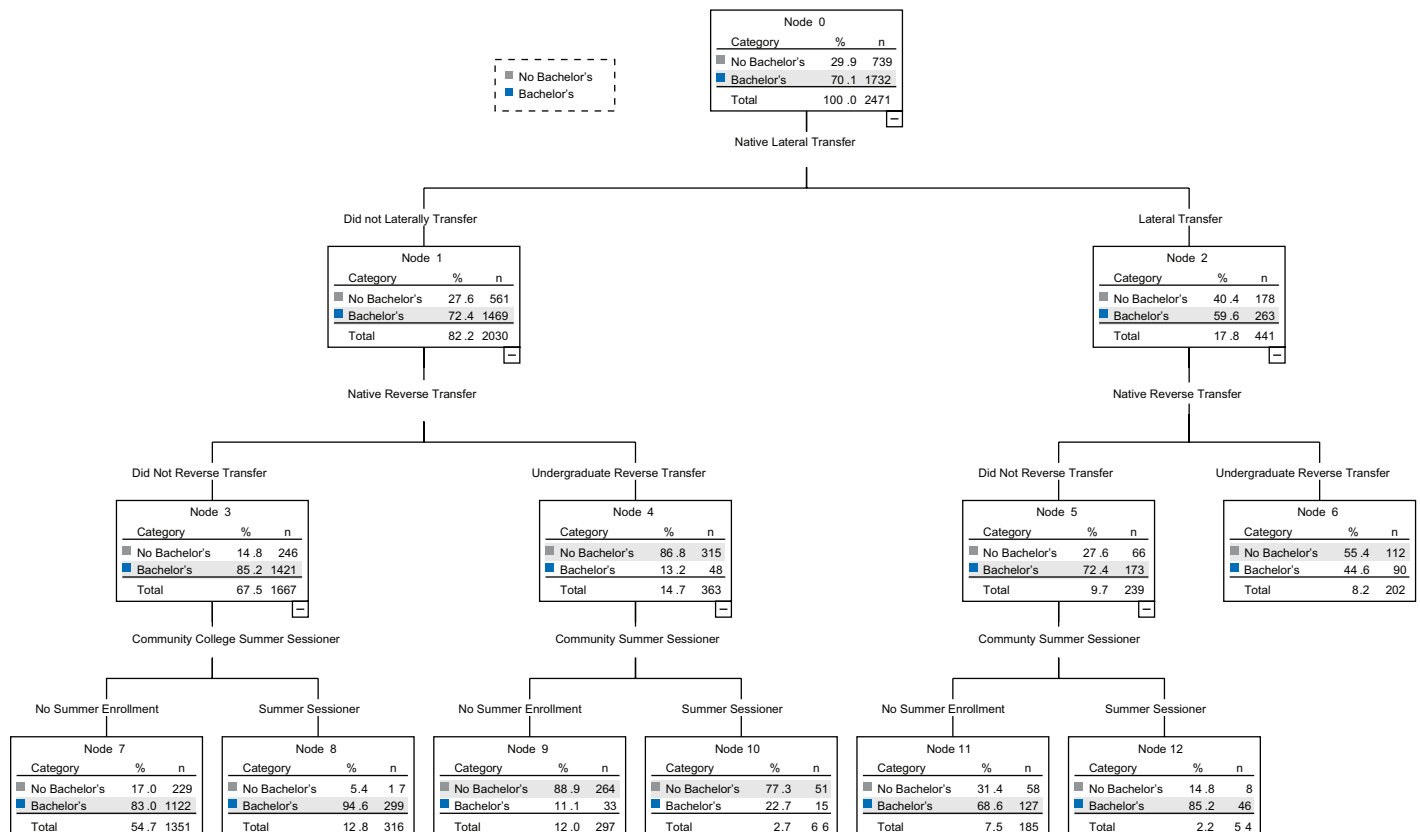 Node 0
Category % n
No Bachelor's 29 .9 739
Bachelor's 70 .1 1732
Total 100 .0 2471
No Bachelor's
Bachelor's
Native Lateral Transfer
Did not Laterally Transfer
Lateral Transfer
Node 1
Category % n
No Bachelor's 27 .6 561
Bachelor's 72 .4 1469
Total 82 .2 2030
Node 2
Category % n
No Bachelor's 40 .4 178
Bachelor's 59 .6 263
Total 17 .8 441
Native Reverse Transfer
Native Reverse Transfer
Did Not Reverse Transfer
Undergraduate Reverse Transfer
Did Not Reverse Transfer
Undergraduate Reverse Transfer
Node 3
Category % n
No Bachelor's 14 .8 246
Bachelor's 85 .2 1421
Total 67 .5 1667
Node 4
Category % n
No Bachelor's 86 .8 315
Bachelor's 13 .2 48
Total 14 .7 363
Node 5
Category % n
No Bachelor's 27 .6 66
Bachelor's 72 .4 173
Total 9.7 239
Node 6
Category % n
No Bachelor's 55 .4 112
Bachelor's 44 .6 90
Total 8.2 202
Community College Summer Sessioner
Community Summer Sessioner
Communty Summer Sessioner
No Summer Enrollment
Summer Sessioner
No Summer Enrollment
Summer Sessioner
No Summer Enrollment
Summer Sessioner
Node 7
Category % n
No Bachelor's 17 .0 229
Bachelor's 83 .0 1122
Total 54 .7 1351
Node 8
Category % n
No Bachelor's 5.4 1 7
Bachelor's 94 .6 299
Total 12 .8 316
Node 9
Category % n
No Bachelor's 88 .9 264
Bachelor's 11 .1 33
Total 12 .0 297
Node 10
Category % n
No Bachelor's 77 .3 51
Bachelor's 22 .7 15
Total 2.7 6 6
Node 11
Category % n
No Bachelor's 31 .4 58
Bachelor's 68 .6 127
Total 7.5 185
Node 12
Category % n
No Bachelor's 14 .8 8
Bachelor's 85 .2 46
Total 2.2 5 4